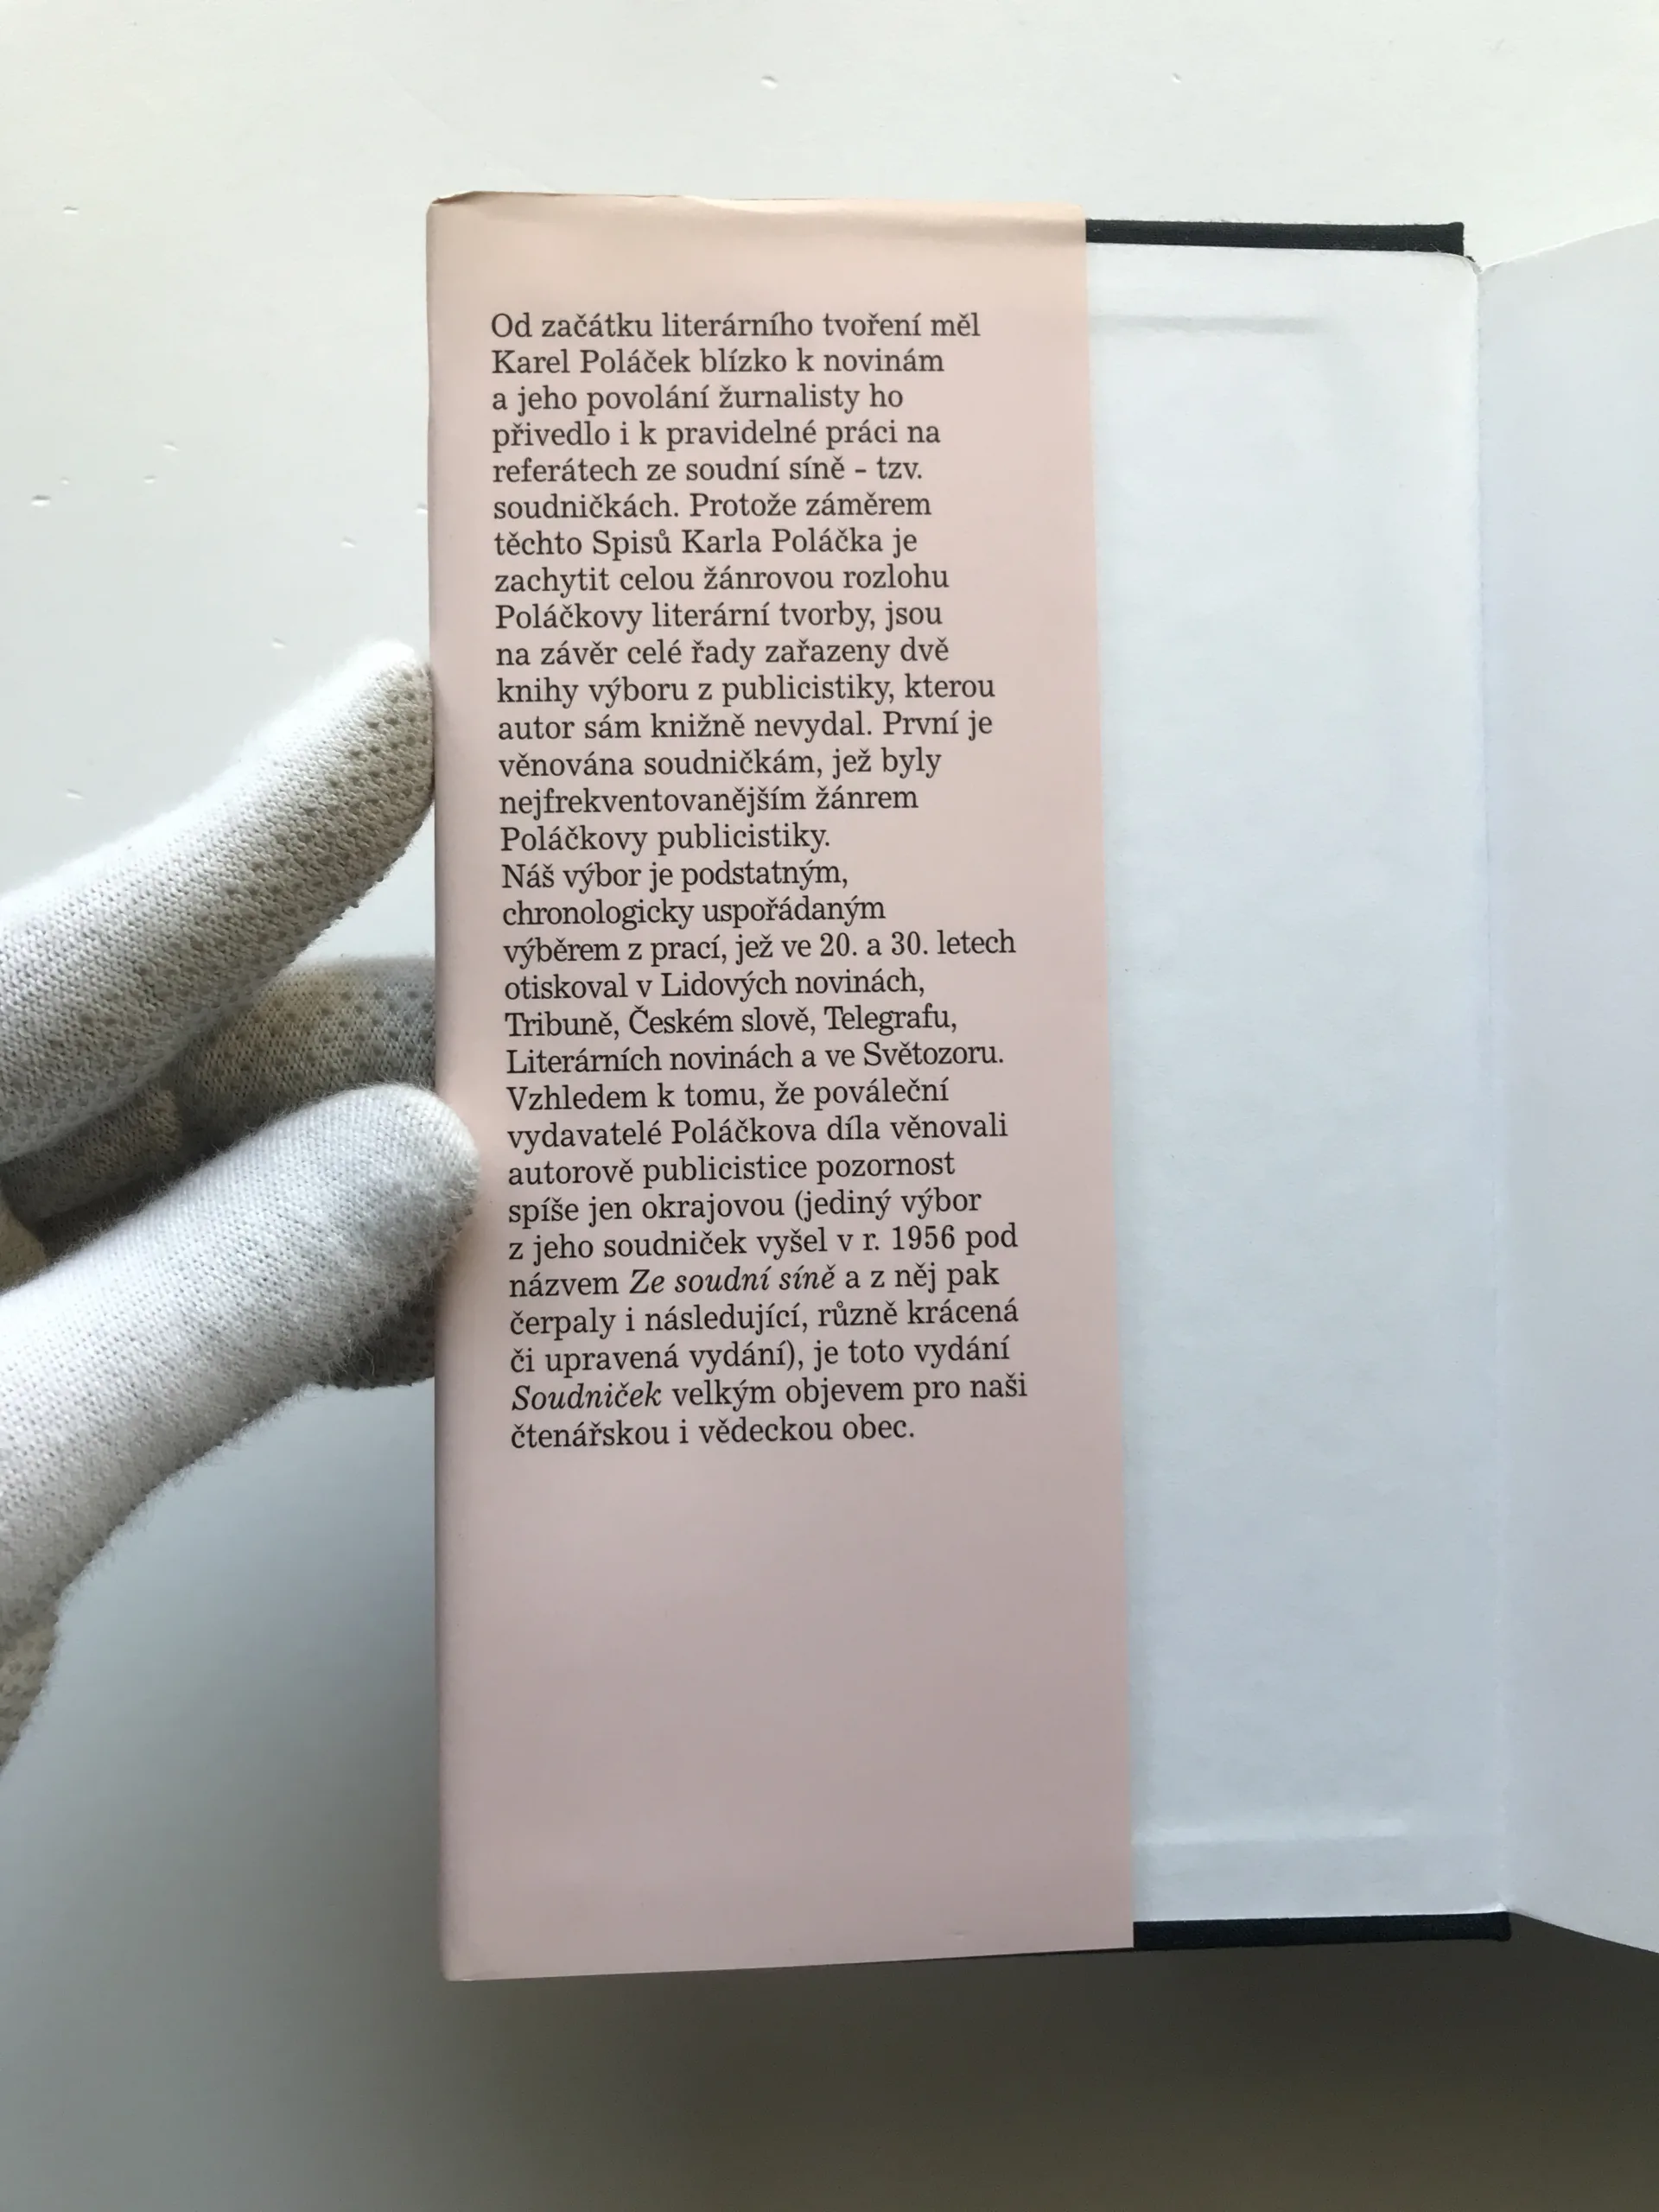 Od začátku literárního tvoření měl
Karel Poláček blízko k novinám
a jeho povolání žurnalisty ho
přivedlo i k pravidelné práci na
referátech ze soudní síně – tzv.
soudničkách. Protože záměrem
těchto Spisů Karla Poláčka je
zachytit celou žánrovou rozlohu
Poláčkovy literární tvorby, jsou
na závěr celé řady zařazeny dvě
knihy výboru z publicistiky, kterou
autor sám knižně nevydal. První je
věnována soudničkám, jež byly
nejfrekventovanějším žánrem
Poláčkovy publicistiky.
Náš výbor je podstatným,
chronologicky uspořádaným
výběrem z prací, jež ve 20. a 30. letech
otiskoval v Lidových novinách,
Tribuně, Českém slově, Telegrafu,
Literárních novinách a ve Světozoru.
Vzhledem k tomu, že pováleční
vydavatelé Poláčkova díla věnovali
autorově publicistice pozornost
spíše jen okrajovou (jediný výbor
z jeho soudniček vyšel v r. 1956 pod
názvem Ze soudní síně a z něj pak
čerpaly i následující, různě krácená
či upravená vydání), je toto vydání
Soudniček velkým objevem pro naši
čtenářskou i vědeckou obec.